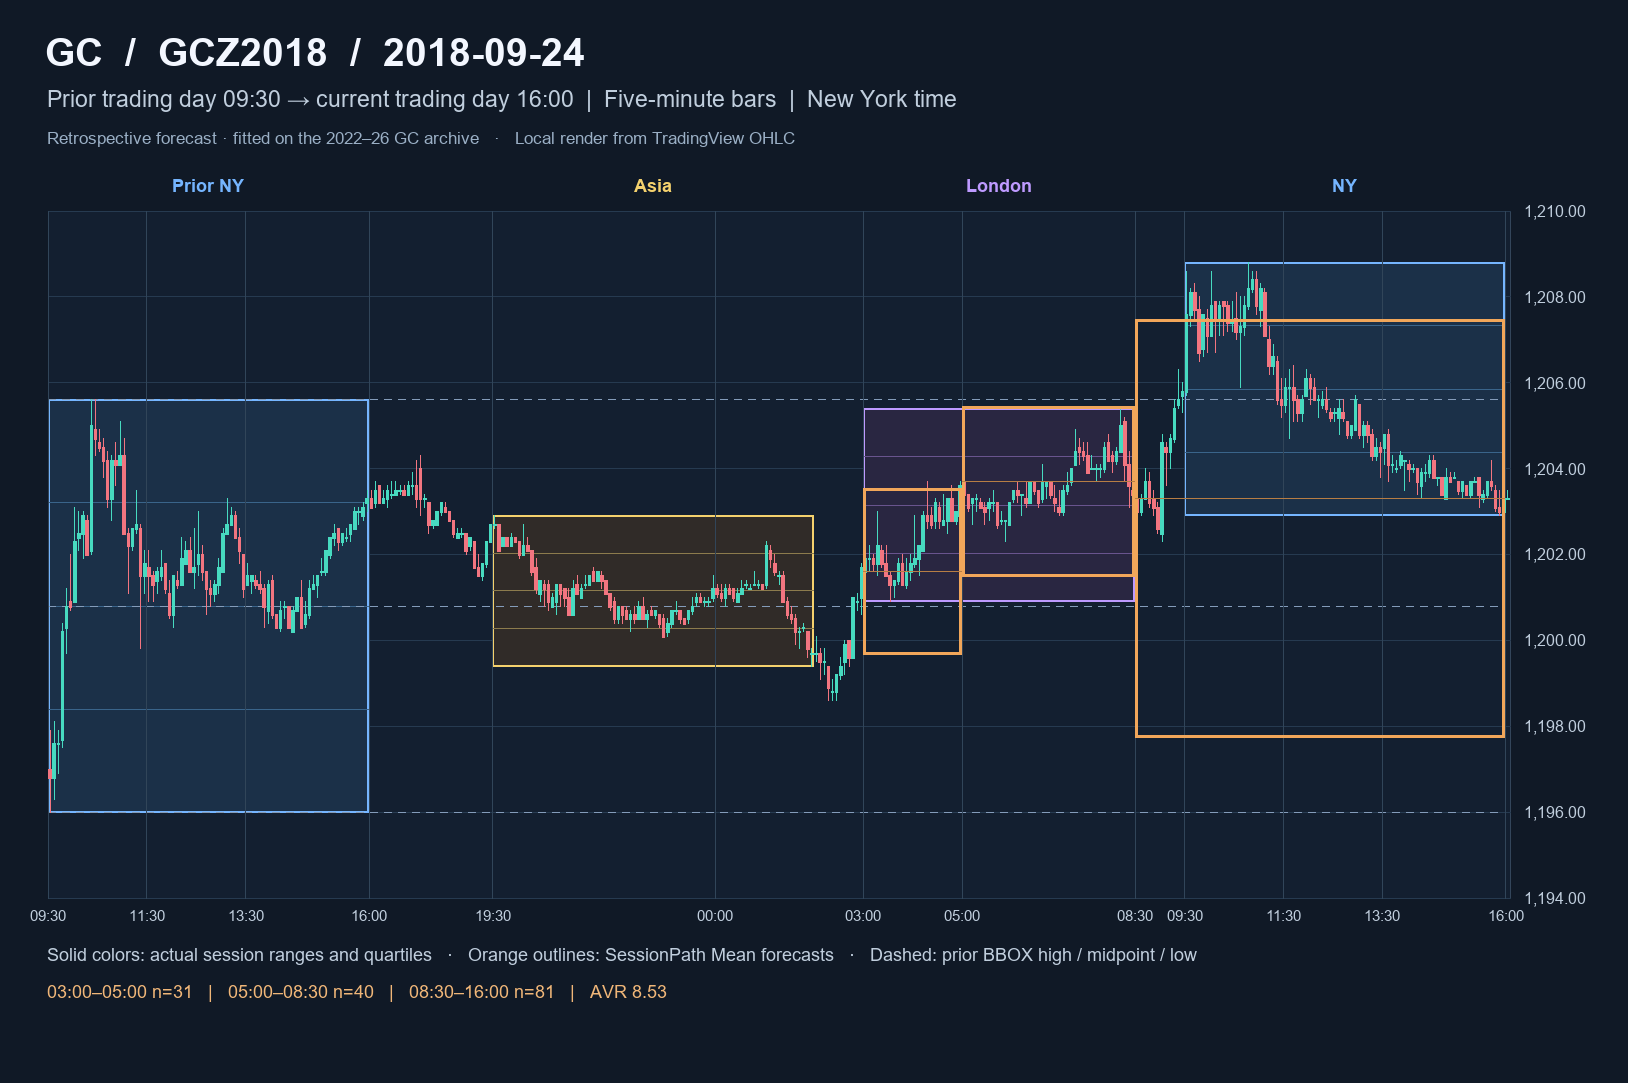 GC / GCZ2018 / 2018-09-24
Prior trading day 09:30 → current trading day 16:00 | Five-minute bars | New York time
Retrospective forecast · fitted on the 2022–26 GC archive · Local render from TradingView OHLC
Prior NY Asia London NY
1,210.00
1,208.00
1,206.00
1,204.00
1,202.00
1,200.00
1,198.00
1,196.00
1,194.00
09:30 11:30 13:30 16:00 19:30 00:00 03:00 05:00 08:30 09:30 11:30 13:30 16:00
Solid colors: actual session ranges and quartiles · Orange outlines: SessionPath Mean forecasts · Dashed: prior BBOX high / midpoint / low
03:00–05:00 n=31 | 05:00–08:30 n=40 | 08:30–16:00 n=81 | AVR 8.53